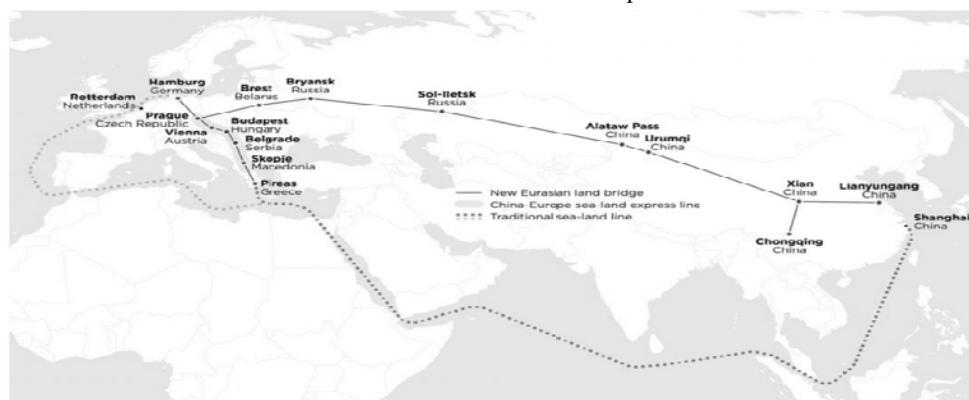 Hamburg
Germany
Rotterdam
Netherlands
Prague
Czech Republic
Vienna
Austria
Brest
Belarus
Bryansk
Russia
Budapest
Hungary
Belgrade
Serbia
Skopje
Macedonia
Pireas
Greece
Sol-Iletsk
Russia
Alataw Pass
China
Urumqi
China
Xian
China
Lianyungang
China
Shanghai
China
Chongqing
China
New Eurasian land bridge
China-Europe sea-land express line
Traditional sea-land line